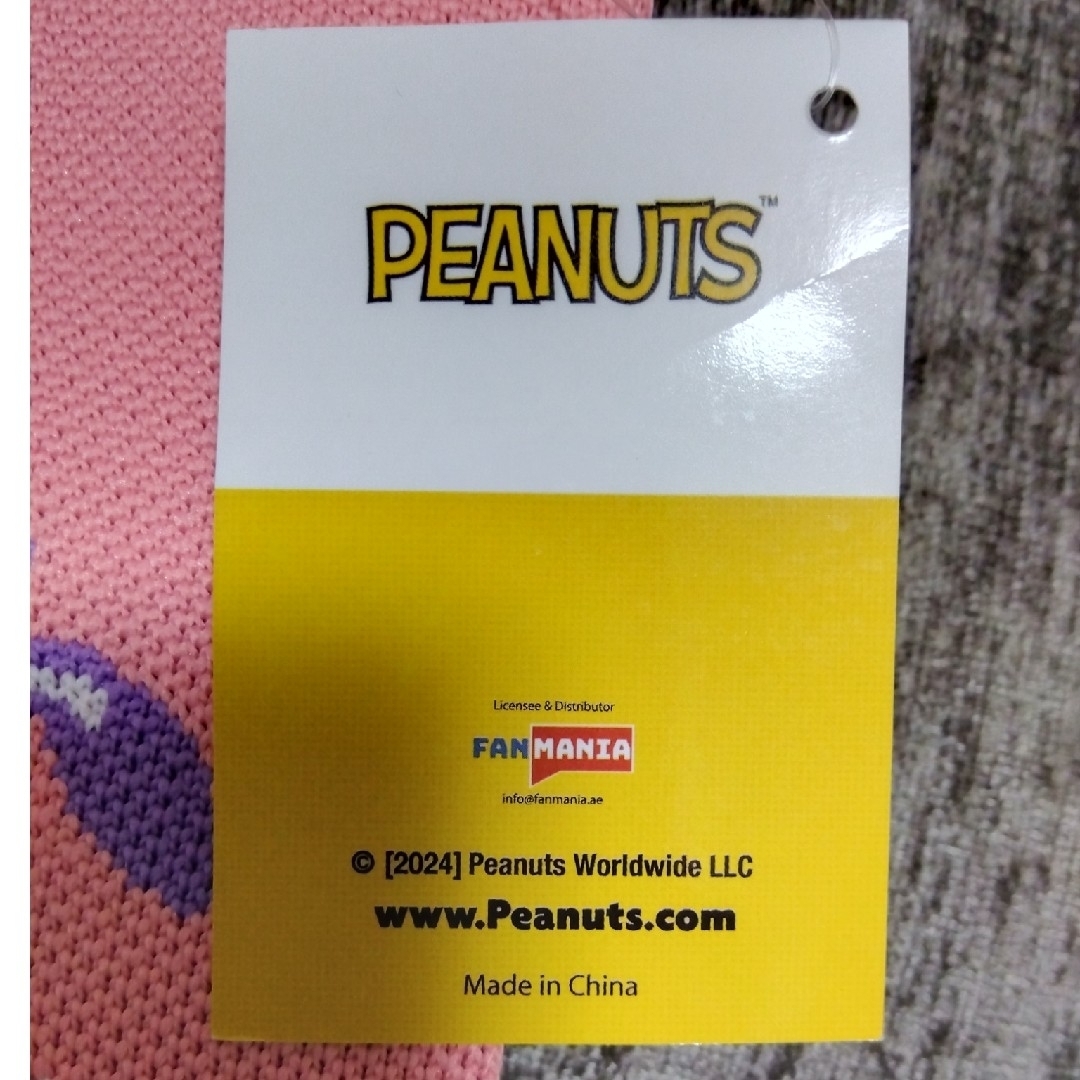 PEANUTS™
Licensee & Distributor
FANMANIA
info@fanmania.ae
© [2024] Peanuts Worldwide LLC
www.Peanuts.com
Made in China